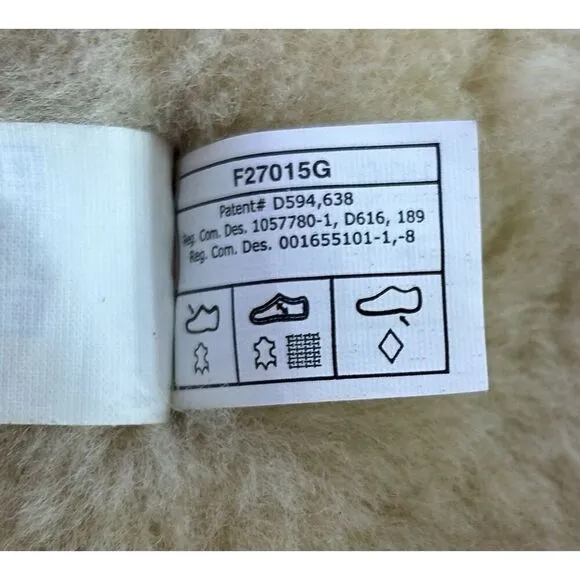 F27015G
Patent# D594,638
Reg. Com. Des. 1057780-1, D616, 189
Reg. Com. Des. 001655101-1,-8